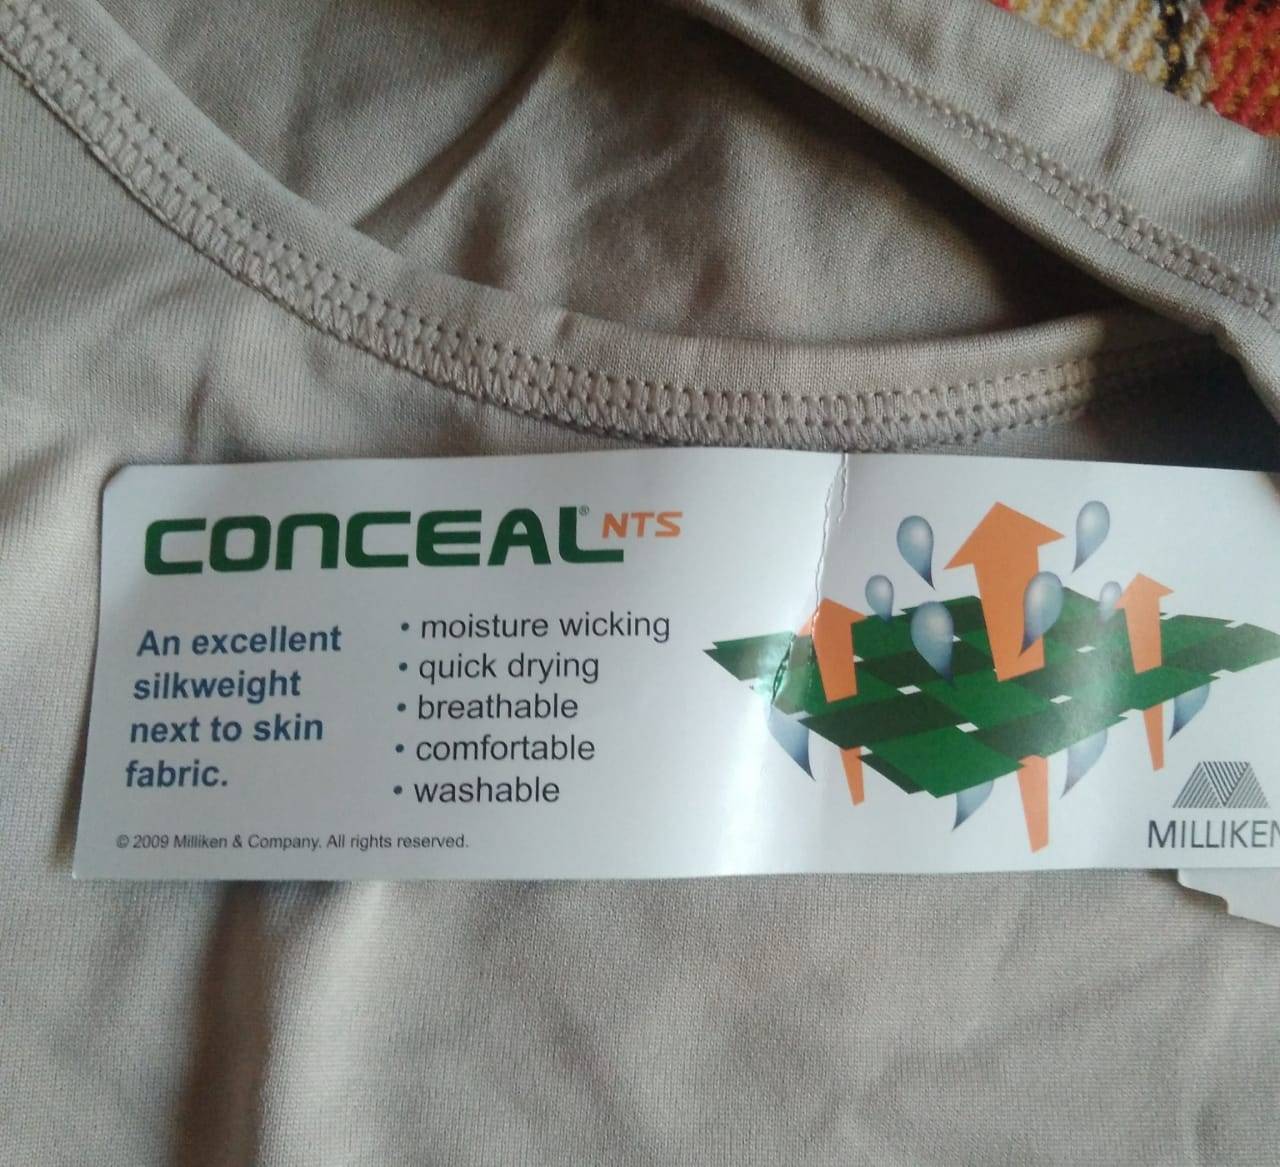 CONCEAL® NTS
An excellent
silkweight
next to skin
fabric.
• moisture wicking
• quick drying
• breathable
• comfortable
• washable
© 2009 Milliken & Company. All rights reserved.
MILLIKEN